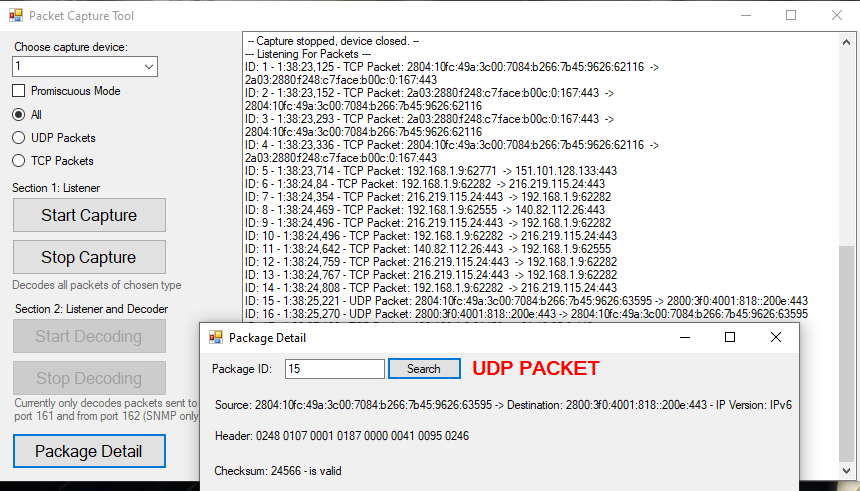 Packet Capture Tool
Choose capture device:
1
Promiscuous Mode
All
UDP Packets
TCP Packets
Section 1: Listener
Start Capture
Stop Capture
Decodes all packets of chosen type
Section 2: Listener and Decoder
Start Decoding
Stop Decoding
Currently only decodes packets sent to
port 161 and from port 162 (SNMP only
Package Detail
-- Capture stopped, device closed. --
--- Listening For Packets ---
ID: 1 - 1:38:23,125 - TCP Packet: 2804:10fc:49a:3c00:7084:b266:7b45:9626:62116 ->
2a03:2880:f248:c7:face:b00c:0:167:443
ID: 2 - 1:38:23,152 - TCP Packet: 2a03:2880:f248:c7:face:b00c:0:167:443 ->
2804:10fc:49a:3c00:7084:b266:7b45:9626:62116
ID: 3 - 1:38:23,293 - TCP Packet: 2a03:2880:f248:c7:face:b00c:0:167:443 ->
2804:10fc:49a:3c00:7084:b266:7b45:9626:62116
ID: 4 - 1:38:23,336 - TCP Packet: 2804:10fc:49a:3c00:7084:b266:7b45:9626:62116 ->
2a03:2880:f248:c7:face:b00c:0:167:443
ID: 5 - 1:38:23,714 - TCP Packet: 192.168.1.9:62771 -> 151.101.128.133:443
ID: 6 - 1:38:24,84 - TCP Packet: 192.168.1.9:62282 -> 216.219.115.24:443
ID: 7 - 1:38:24,354 - TCP Packet: 216.219.115.24:443 -> 192.168.1.9:62282
ID: 8 - 1:38:24,469 - TCP Packet: 192.168.1.9:62555 -> 140.82.112.26:443
ID: 9 - 1:38:24,496 - TCP Packet: 216.219.115.24:443 -> 192.168.1.9:62282
ID: 10 - 1:38:24,496 - TCP Packet: 192.168.1.9:62282 -> 216.219.115.24:443
ID: 11 - 1:38:24,642 - TCP Packet: 140.82.112.26:443 -> 192.168.1.9:62555
ID: 12 - 1:38:24,759 - TCP Packet: 216.219.115.24:443 -> 192.168.1.9:62282
ID: 13 - 1:38:24,767 - TCP Packet: 216.219.115.24:443 -> 192.168.1.9:62282
ID: 14 - 1:38:24,808 - TCP Packet: 192.168.1.9:62282 -> 216.219.115.24:443
ID: 15 - 1:38:25,221 - UDP Packet: 2804:10fc:49a:3c00:7084:b266:7b45:9626:63595 -> 2800:3f0:4001:818::200e:443
ID: 16 - 1:38:25,270 - UDP Packet: 2800:3f0:4001:818::200e:443 -> 2804:10fc:49a:3c00:7084:b266:7b45:9626:63595
Package Detail
Package ID: 15 Search UDP PACKET
Source: 2804:10fc:49a:3c00:7084:b266:7b45:9626:63595 -> Destination: 2800:3f0:4001:818::200e:443 - IP Version: IPv6
Header: 0248 0107 0001 0187 0000 0041 0095 0246
Checksum: 24566 - is valid